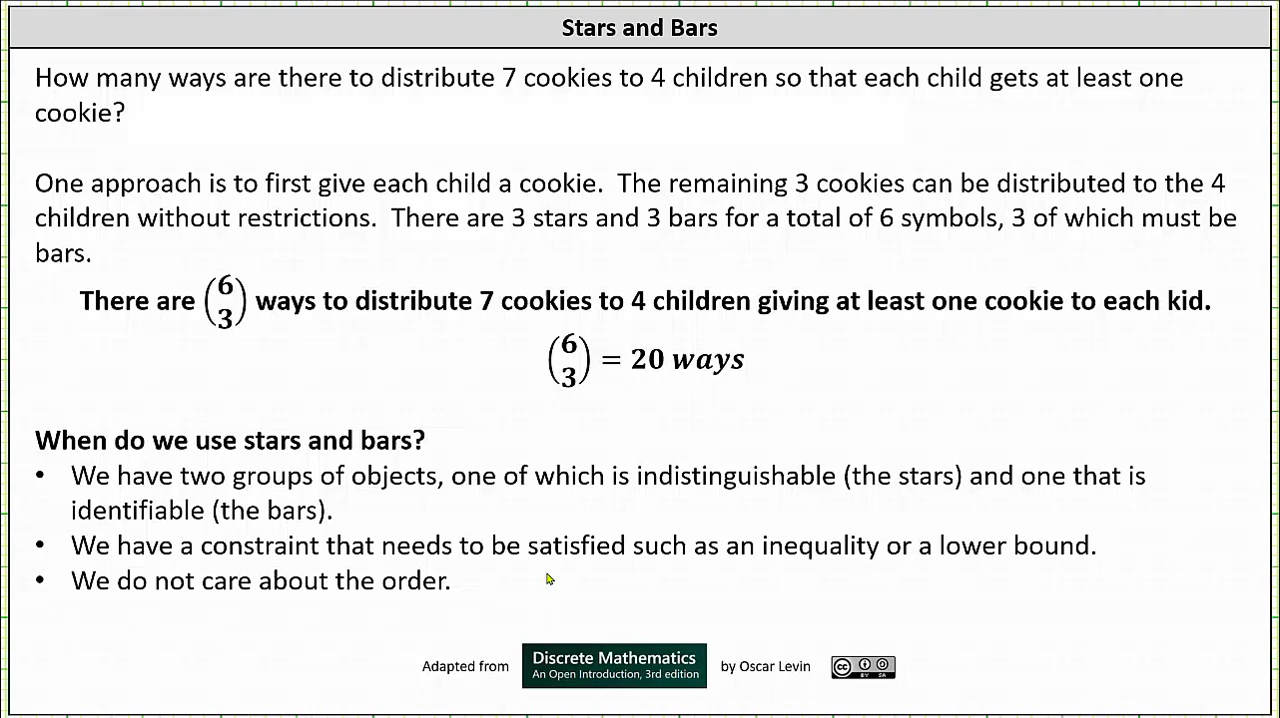 Stars and Bars
How many ways are there to distribute 7 cookies to 4 children so that each child gets at least one
cookie?
One approach is to first give each child a cookie. The remaining 3 cookies can be distributed to the 4
children without restrictions. There are 3 stars and 3 bars for a total of 6 symbols, 3 of which must be
bars.
There are (6 3) ways to distribute 7 cookies to 4 children giving at least one cookie to each kid.
(6 3) = 20 ways
When do we use stars and bars?
• We have two groups of objects, one of which is indistinguishable (the stars) and one that is
identifiable (the bars).
• We have a constraint that needs to be satisfied such as an inequality or a lower bound.
• We do not care about the order.
Adapted from Discrete Mathematics by Oscar Levin
An Open Introduction, 3rd edition
cc BY SA